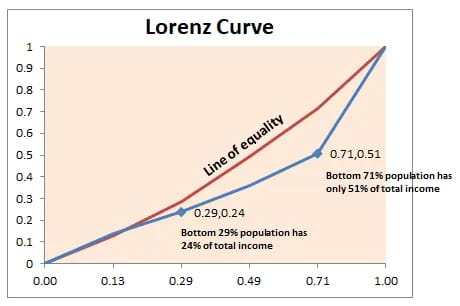 Lorenz Curve
1
0.9
0.8
0.7
0.6
0.5
0.4
0.3
0.2
0.1
0
Line of equality
0.71,0.51
Bottom 71% population has
only 51% of total income
0.29,0.24
Bottom 29% population has
24% of total income
0.00 0.13 0.29 0.49 0.71 1.00